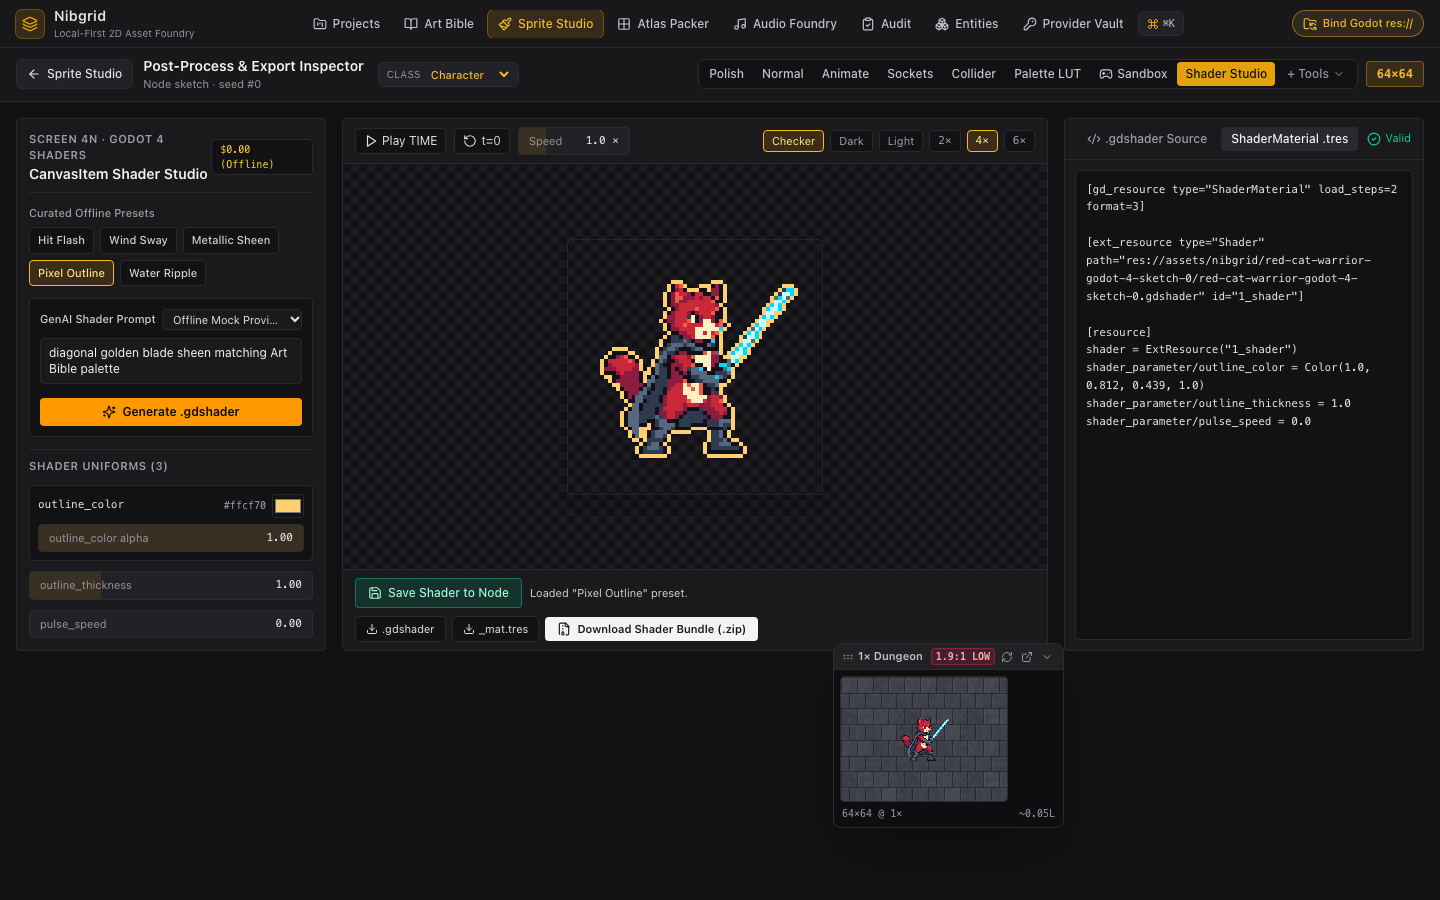 Nibgrid
Local-First 2D Asset Foundry
Projects
Art Bible
Sprite Studio
Atlas Packer
Audio Foundry
Audit
Entities
Provider Vault
⌘ ⌘K
Bind Godot res://
Sprite Studio
Post-Process & Export Inspector
Node sketch · seed #0
CLASS Character
Polish
Normal
Animate
Sockets
Collider
Palette LUT
Sandbox
Shader Studio
+ Tools
64×64
SCREEN 4N · GODOT 4
SHADERS
CanvasItem Shader Studio
$0.00
(Offline)
Curated Offline Presets
Hit Flash
Wind Sway
Metallic Sheen
Pixel Outline
Water Ripple
GenAI Shader Prompt
Offline Mock Provi...
diagonal golden blade sheen matching Art
Bible palette
Generate .gdshader
SHADER UNIFORMS (3)
outline_color
#ffcf70
outline_color alpha 1.00
outline_thickness 1.00
pulse_speed 0.00
Play TIME
t=0
Speed 1.0 ×
Checker
Dark
Light
2×
4×
6×
Save Shader to Node
Loaded "Pixel Outline" preset.
.gdshader
_mat.tres
Download Shader Bundle (.zip)
1× Dungeon
1.9:1 LOW
64×64 @ 1×
~0.05L
.gdshader Source
ShaderMaterial .tres
Valid
[gd_resource type="ShaderMaterial" load_steps=2
format=3]
[ext_resource type="Shader"
path="res://assets/nibgrid/red-cat-warrior-
godot-4-sketch-0/red-cat-warrior-godot-4-
sketch-0.gdshader" id="1_shader"]
[resource]
shader = ExtResource("1_shader")
shader_parameter/outline_color = Color(1.0,
0.812, 0.439, 1.0)
shader_parameter/outline_thickness = 1.0
shader_parameter/pulse_speed = 0.0